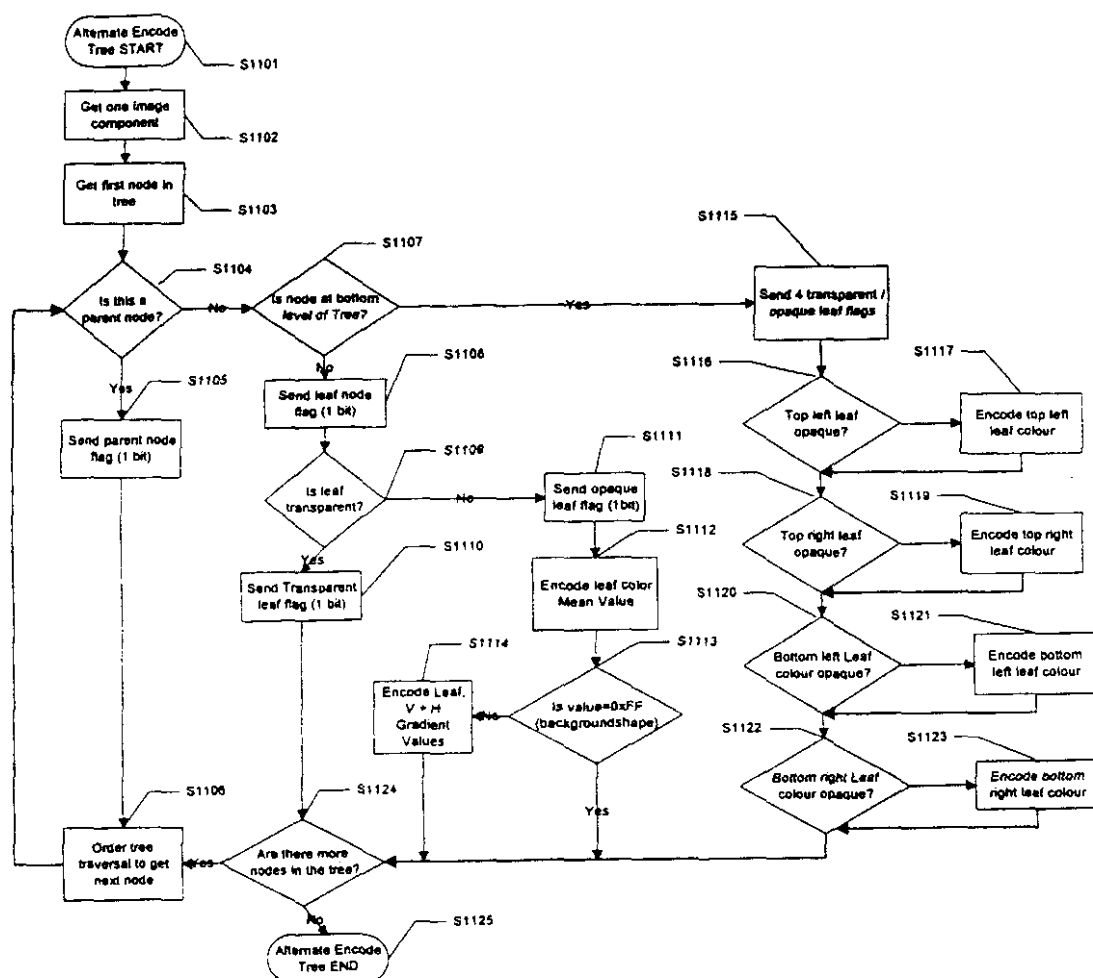 Alternate Encode
Tree START
S1101
Get one image
component
S1102
Get first node in
tree
S1103
S1104
Is this a
parent node?
No
Yes
S1105
Send parent node
flag (1 bit)
S1107
Is node at bottom
level of Tree?
Yes
No
S1108
Send leaf node
flag (1 bit)
S1109
Is leaf
transparent?
No
Yes
S1110
Send Transparent
leaf flag (1 bit)
S1111
Send opaque
leaf flag (1bit)
S1112
Encode leaf color
Mean Value
S1113
Is value=0xFF
(backgroundshape)
No
Yes
S1114
Encode Leaf,
V + H
Gradient
Values
S1115
Send 4 transparent /
opaque leaf flags
S1116
Top left leaf
opaque?
S1117
Encode top left
leaf colour
S1118
Top right leaf
opaque?
S1119
Encode top right
leaf colour
S1120
Bottom left Leaf
colour opaque?
S1121
Encode bottom
left leaf colour
S1122
Bottom right Leaf
colour opaque?
S1123
Encode bottom
right leaf colour
S1124
Are there more
nodes in the tree?
Yes
No
S1106
Order tree
traversal to get
next node
S1125
Alternate Encode
Tree END